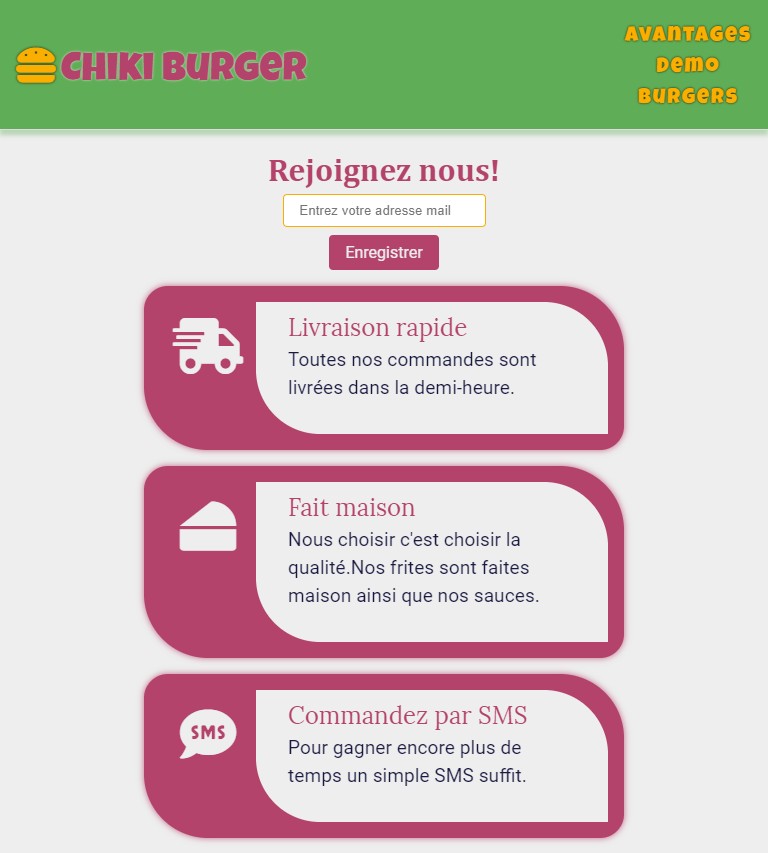 CHIKI BURGER
AVANTAGES
DEMO
BURGERS
Rejoignez nous!
Entrez votre adresse mail
Enregistrer
Livraison rapide
Toutes nos commandes sont
livrées dans la demi-heure.
Fait maison
Nous choisir c'est choisir la
qualité.Nos frites sont faites
maison ainsi que nos sauces.
SMS
Commandez par SMS
Pour gagner encore plus de
temps un simple SMS suffit.